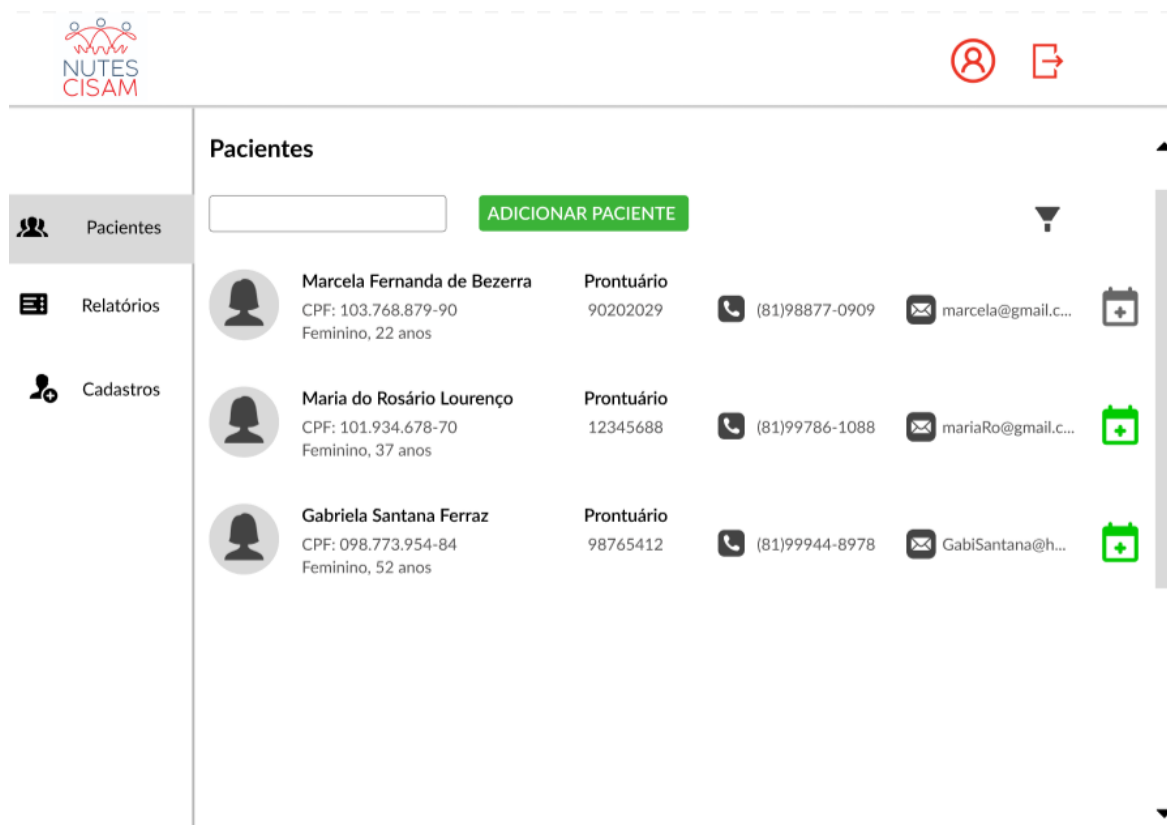 NUTES
CISAM
Pacientes
ADICIONAR PACIENTE
Pacientes
Relatórios
Cadastros
Marcela Fernanda de Bezerra
CPF: 103.768.879-90
Feminino, 22 anos
Prontuário
90202029
(81)98877-0909
marcela@gmail.c...
Maria do Rosário Lourenço
CPF: 101.934.678-70
Feminino, 37 anos
Prontuário
12345688
(81)99786-1088
mariaRo@gmail.c...
Gabriela Santana Ferraz
CPF: 098.773.954-84
Feminino, 52 anos
Prontuário
98765412
(81)99944-8978
GabiSantana@h...